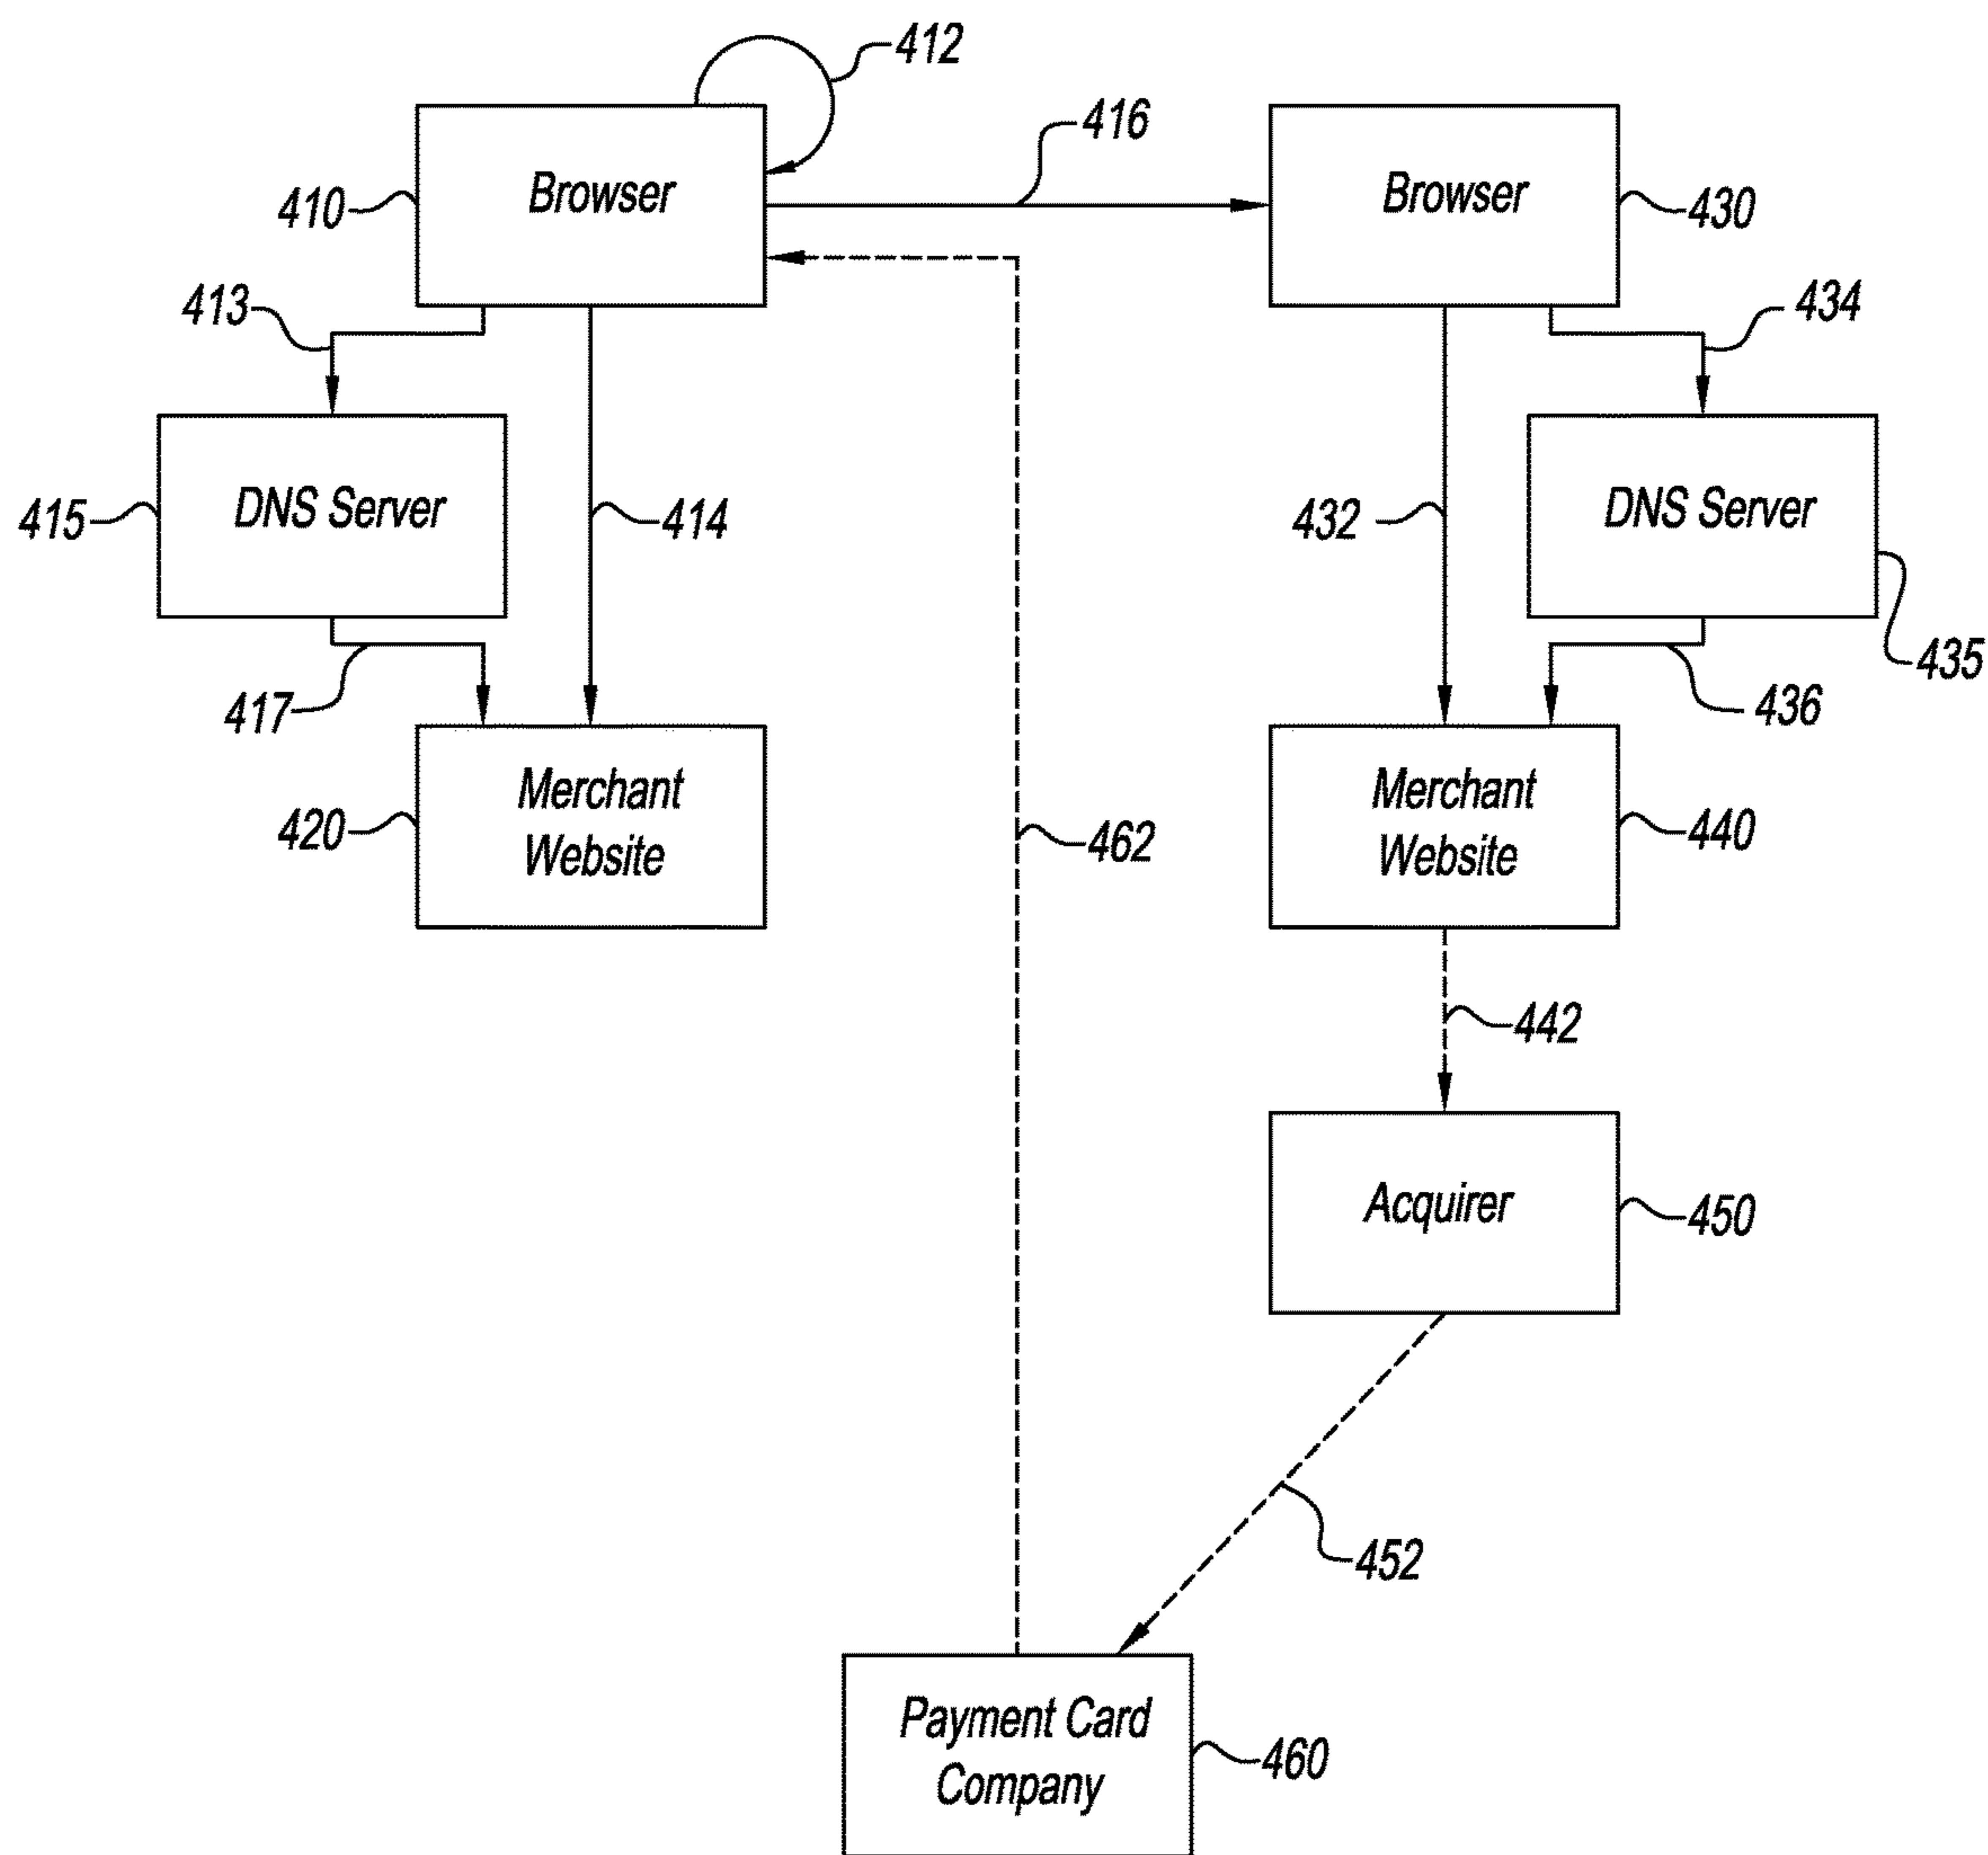 412
416
Browser
Browser
410
430
413
434
DNS Server
DNS Server
415
414
432
435
417
436
Merchant
Website
Merchant
Website
420
462
440
442
Acquirer
450
452
Payment Card
Company
460